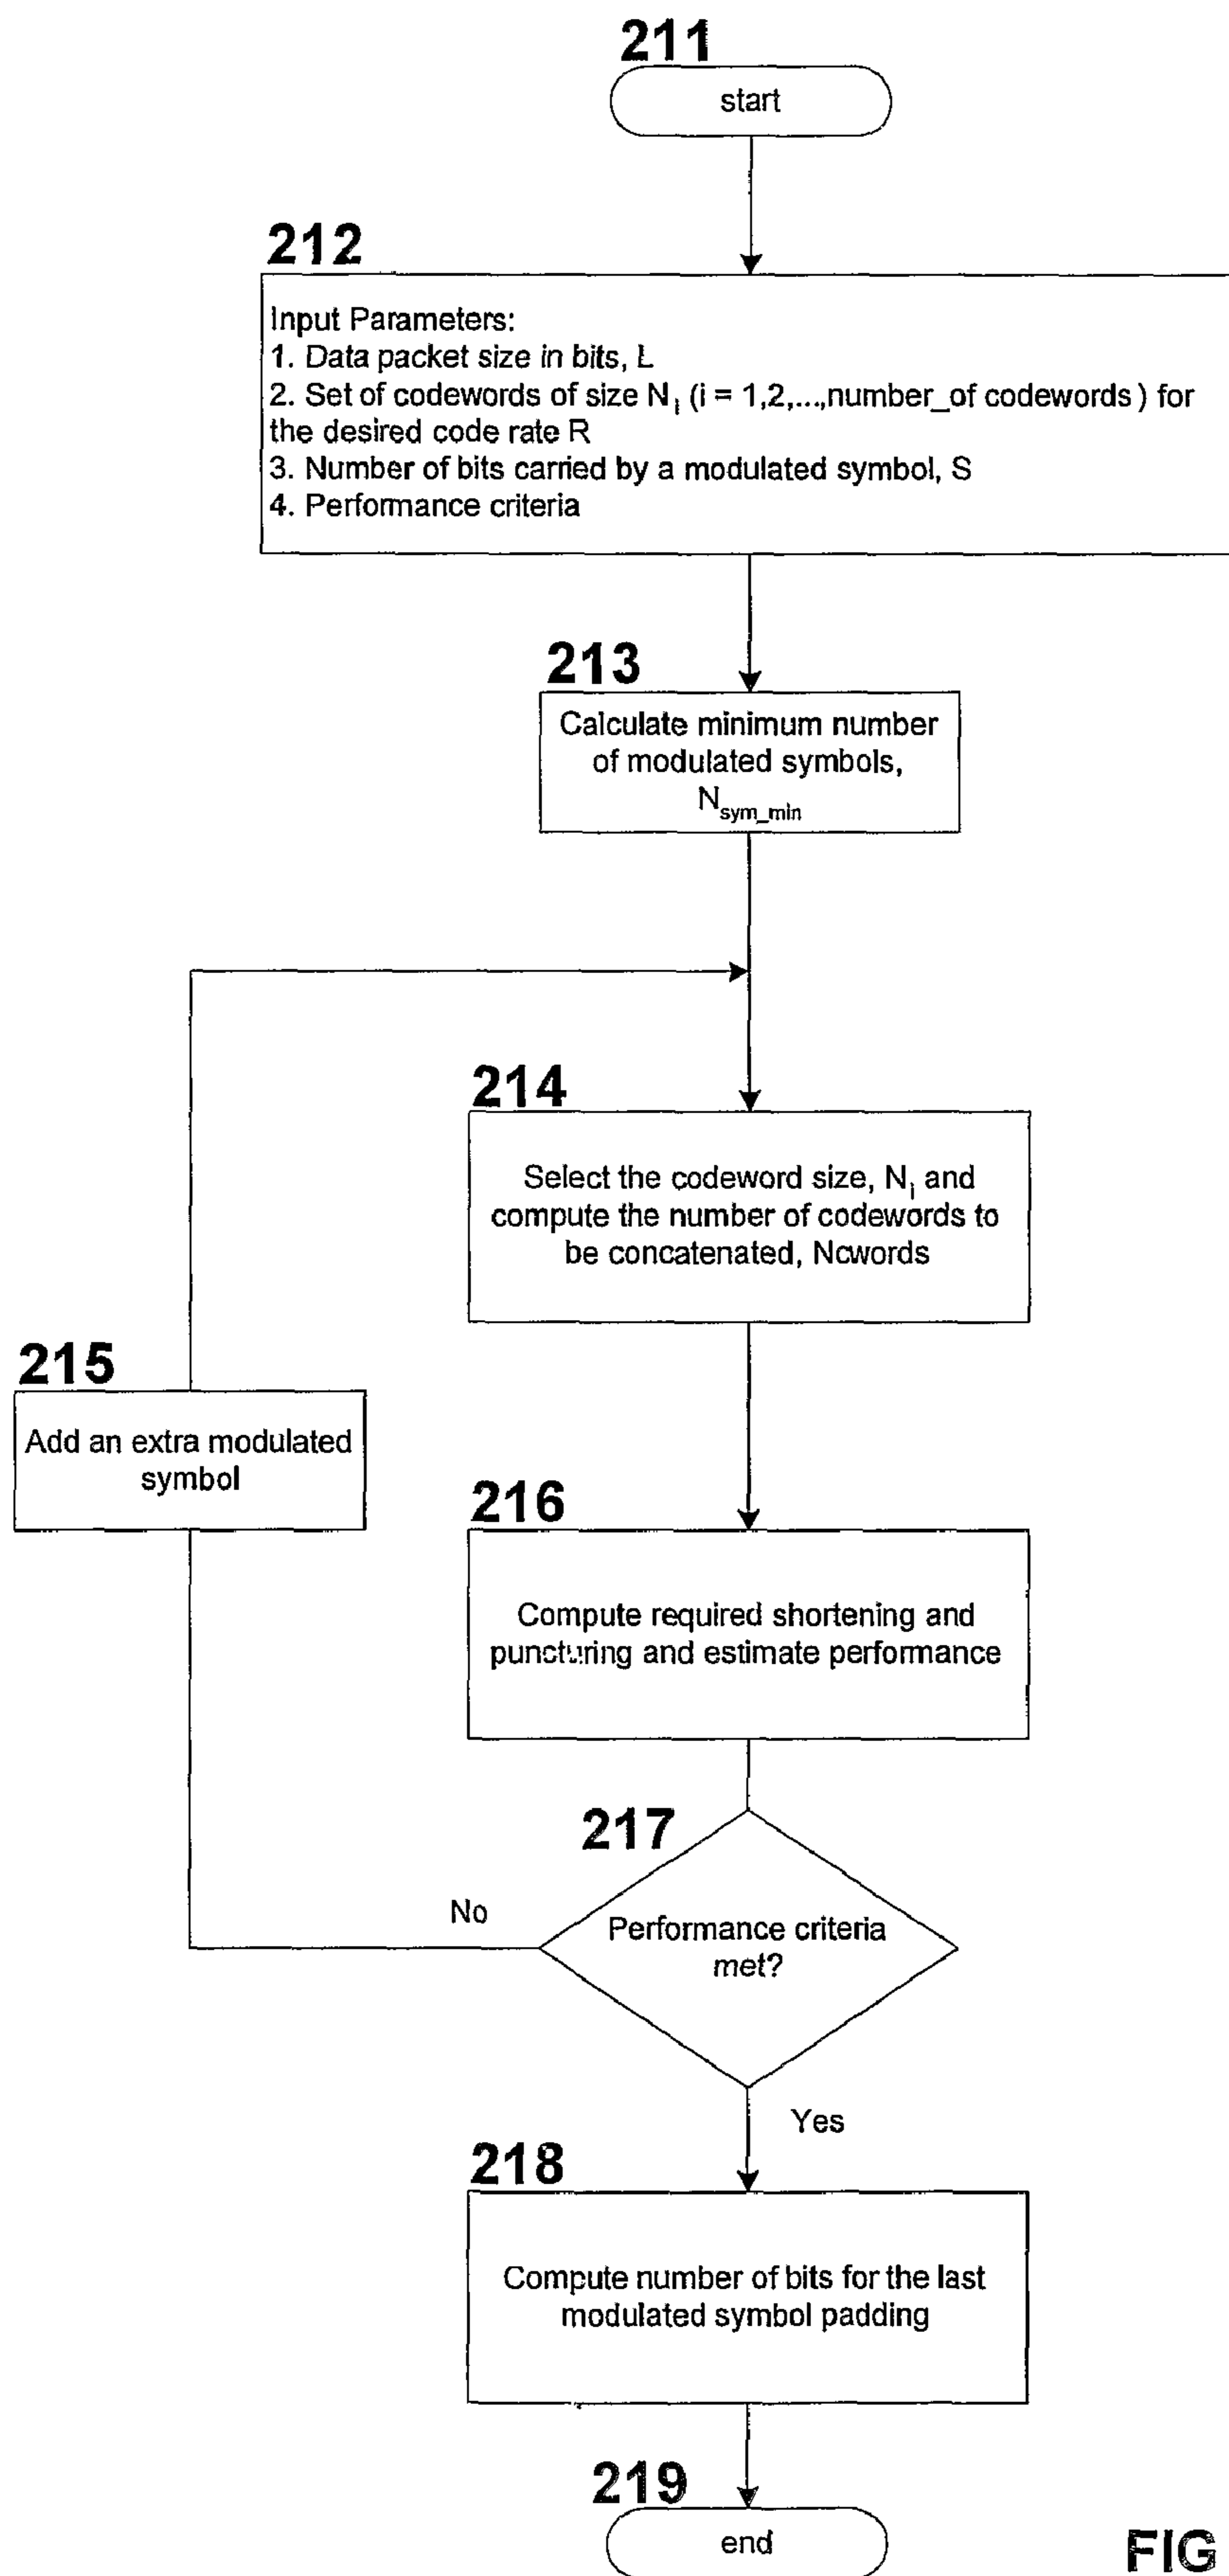 211
start
212
Input Parameters:
1. Data packet size in bits, L
2. Set of codewords of size Ni (i = 1,2,...,number_of codewords) for
the desired code rate R
3. Number of bits carried by a modulated symbol, S
4. Performance criteria
213
Calculate minimum number
of modulated symbols,
Nsym_min
214
Select the codeword size, Ni and
compute the number of codewords to
be concatenated, Ncwords
215
Add an extra modulated
symbol
216
Compute required shortening and
puncturing and estimate performance
217
Performance criteria
met?
No
Yes
218
Compute number of bits for the last
modulated symbol padding
219
end
FIG